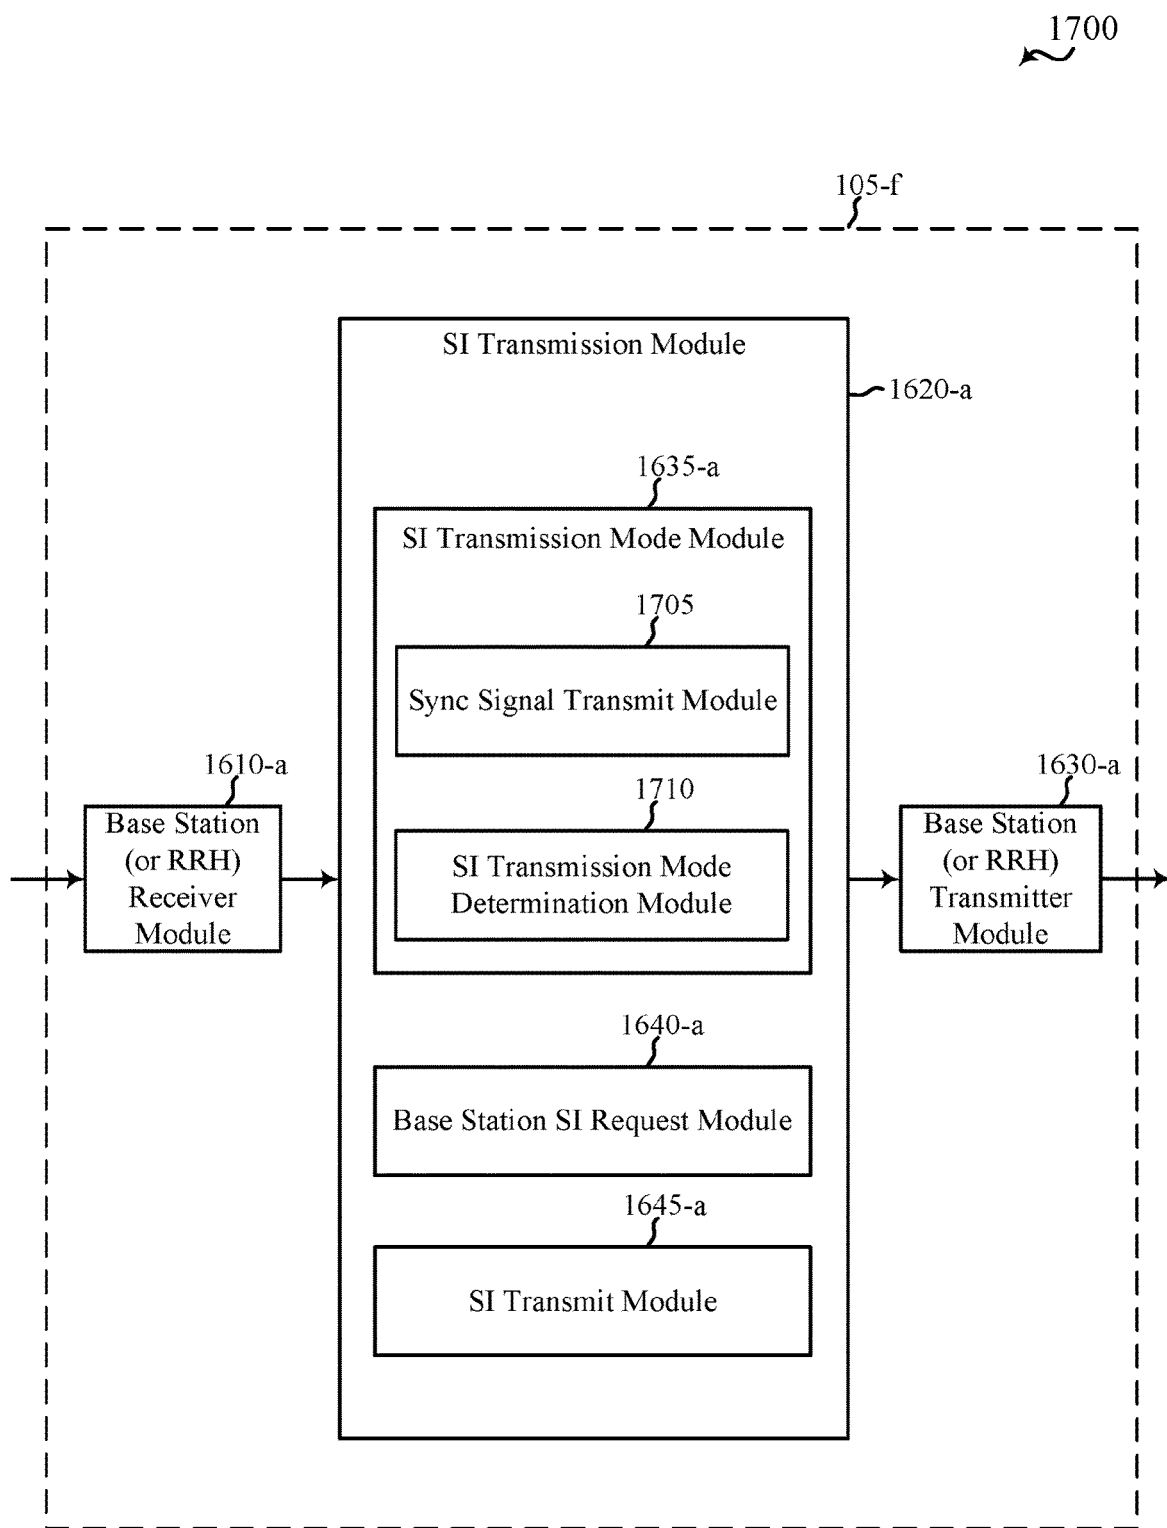 1700
105-f
SI Transmission Module
1620-a
1635-a
SI Transmission Mode Module
1705
Sync Signal Transmit Module
1610-a
Base Station
(or RRH)
Receiver
Module
1710
SI Transmission Mode
Determination Module
1630-a
Base Station
(or RRH)
Transmitter
Module
1640-a
Base Station SI Request Module
1645-a
SI Transmit Module